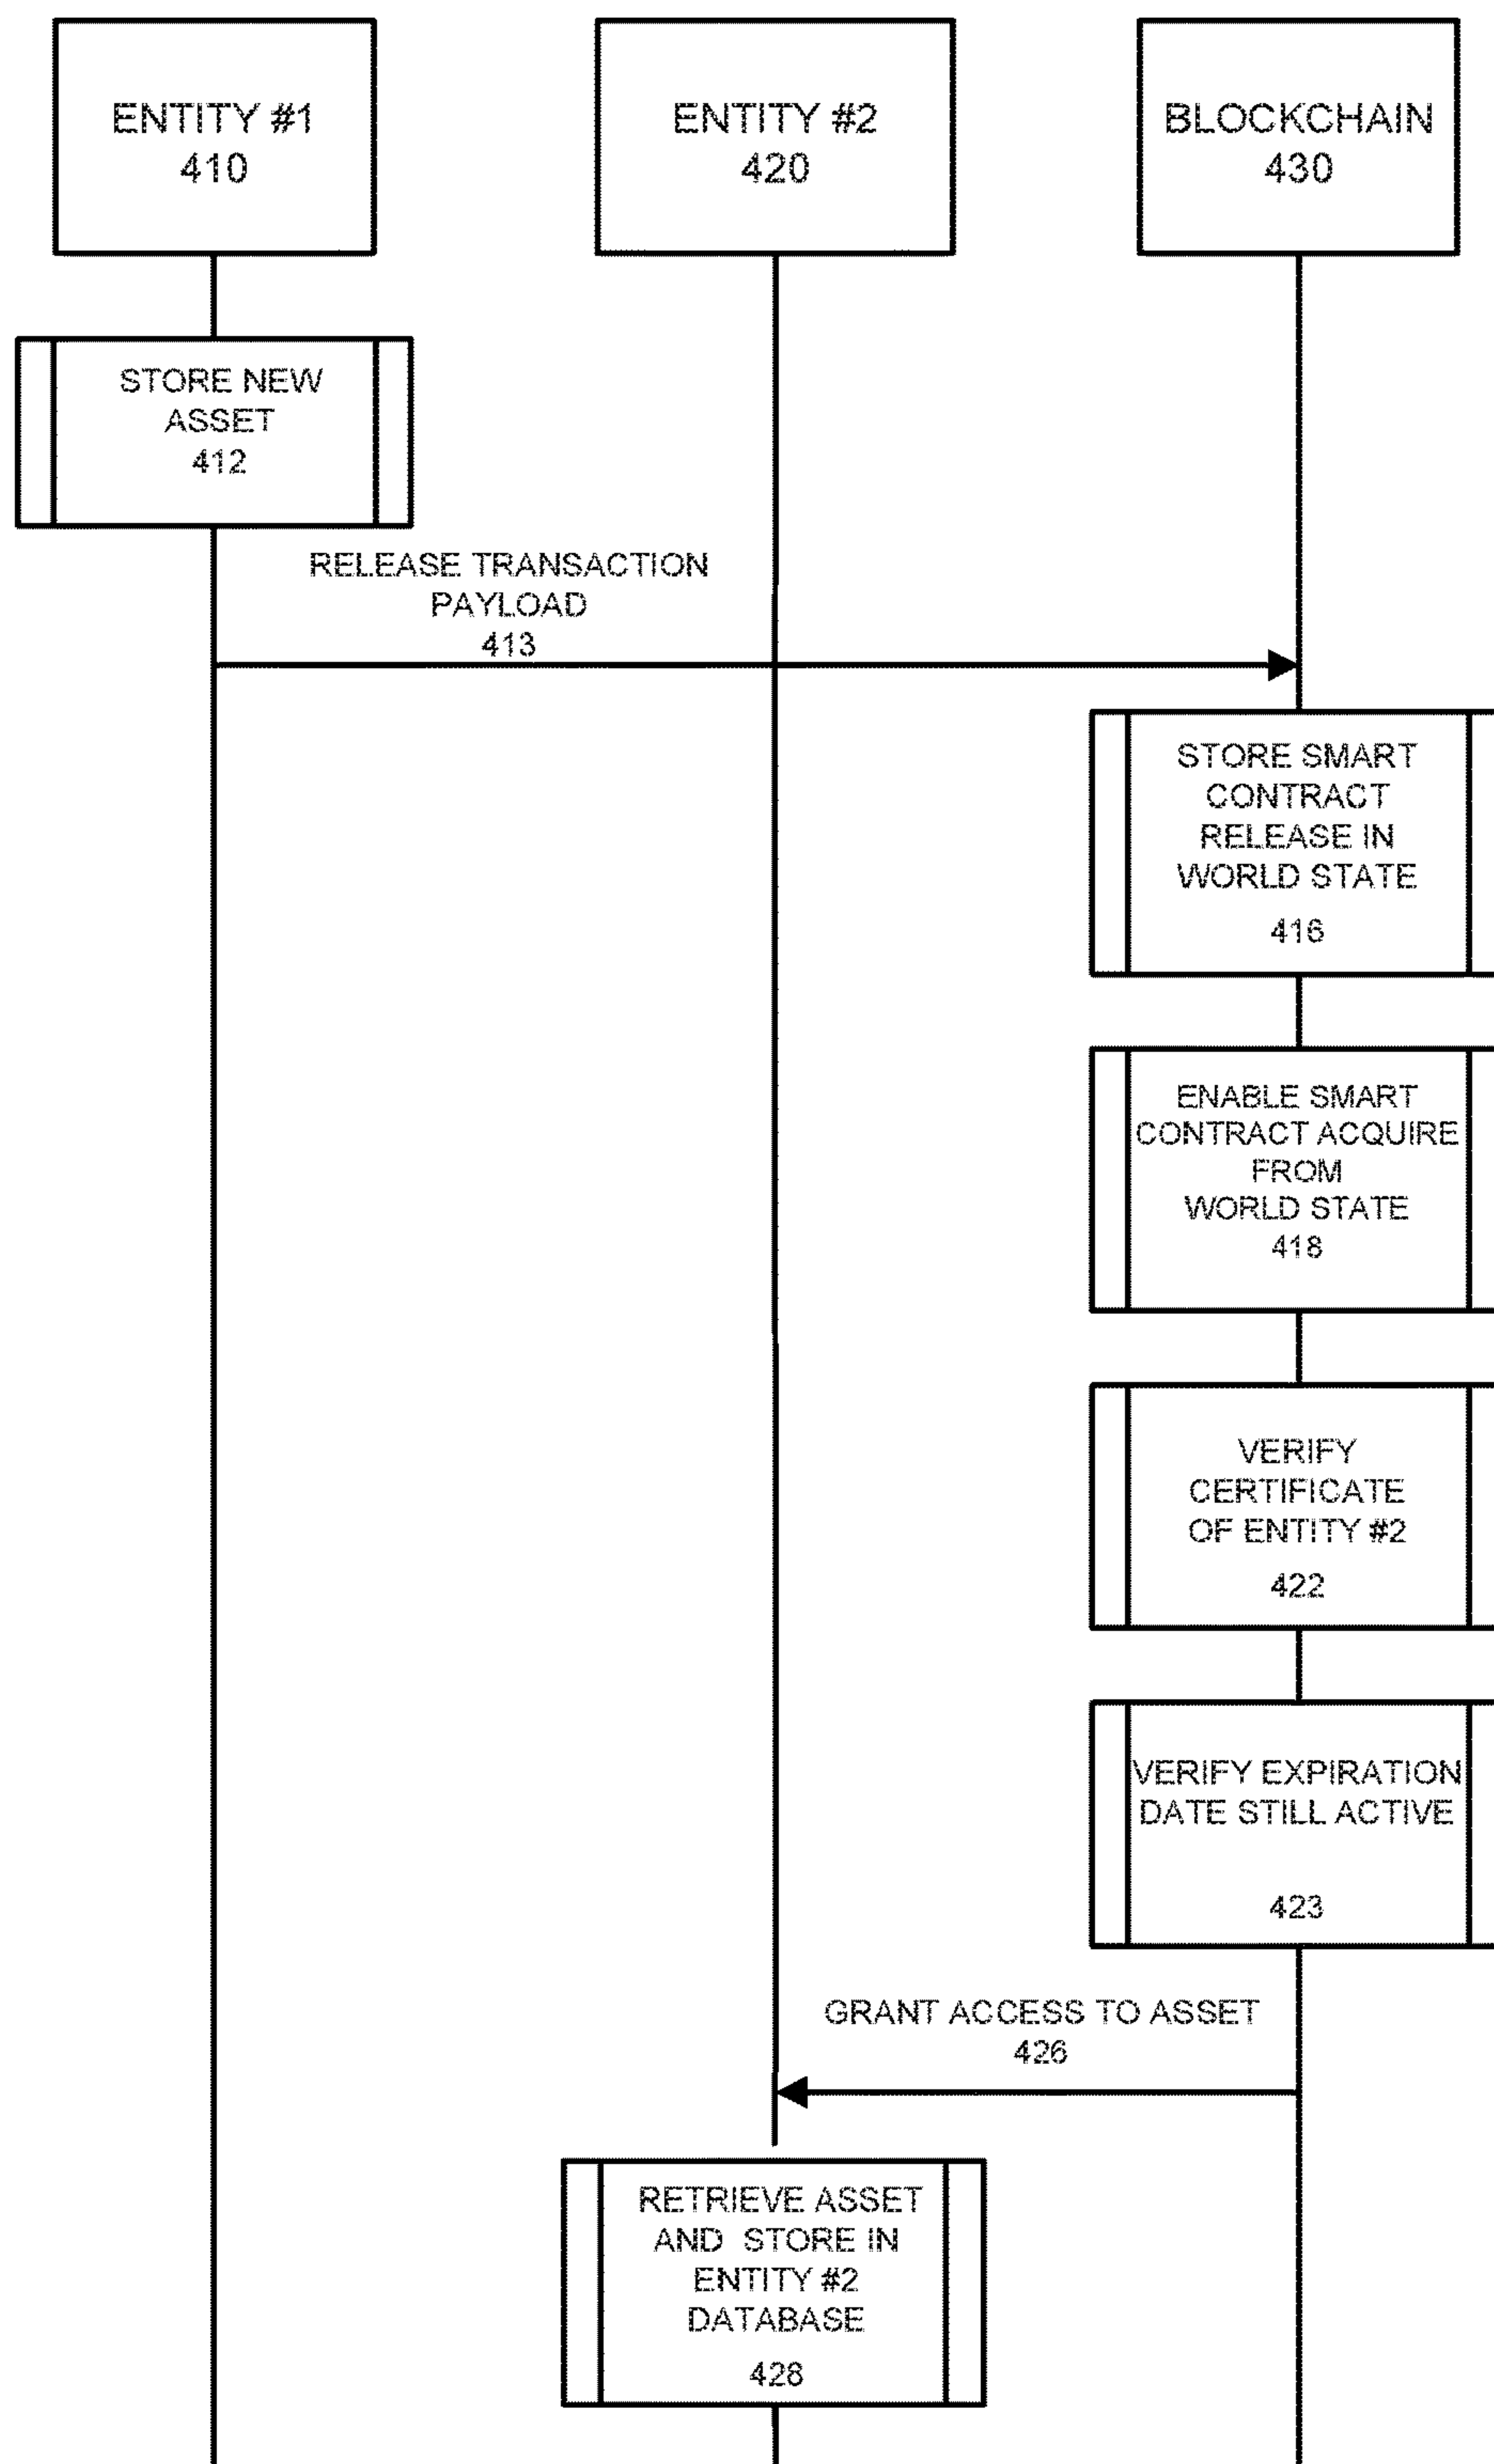 ENTITY #1
410
ENTITY #2
420
BLOCKCHAIN
430
STORE NEW
ASSET
412
RELEASE TRANSACTION
PAYLOAD
413
STORE SMART
CONTRACT
RELEASE IN
WORLD STATE
416
ENABLE SMART
CONTRACT ACQUIRE
FROM
WORLD STATE
418
VERIFY
CERTIFICATE
OF ENTITY #2
422
VERIFY EXPIRATION
DATE STILL ACTIVE
423
GRANT ACCESS TO ASSET
426
RETRIEVE ASSET
AND STORE IN
ENTITY #2
DATABASE
428